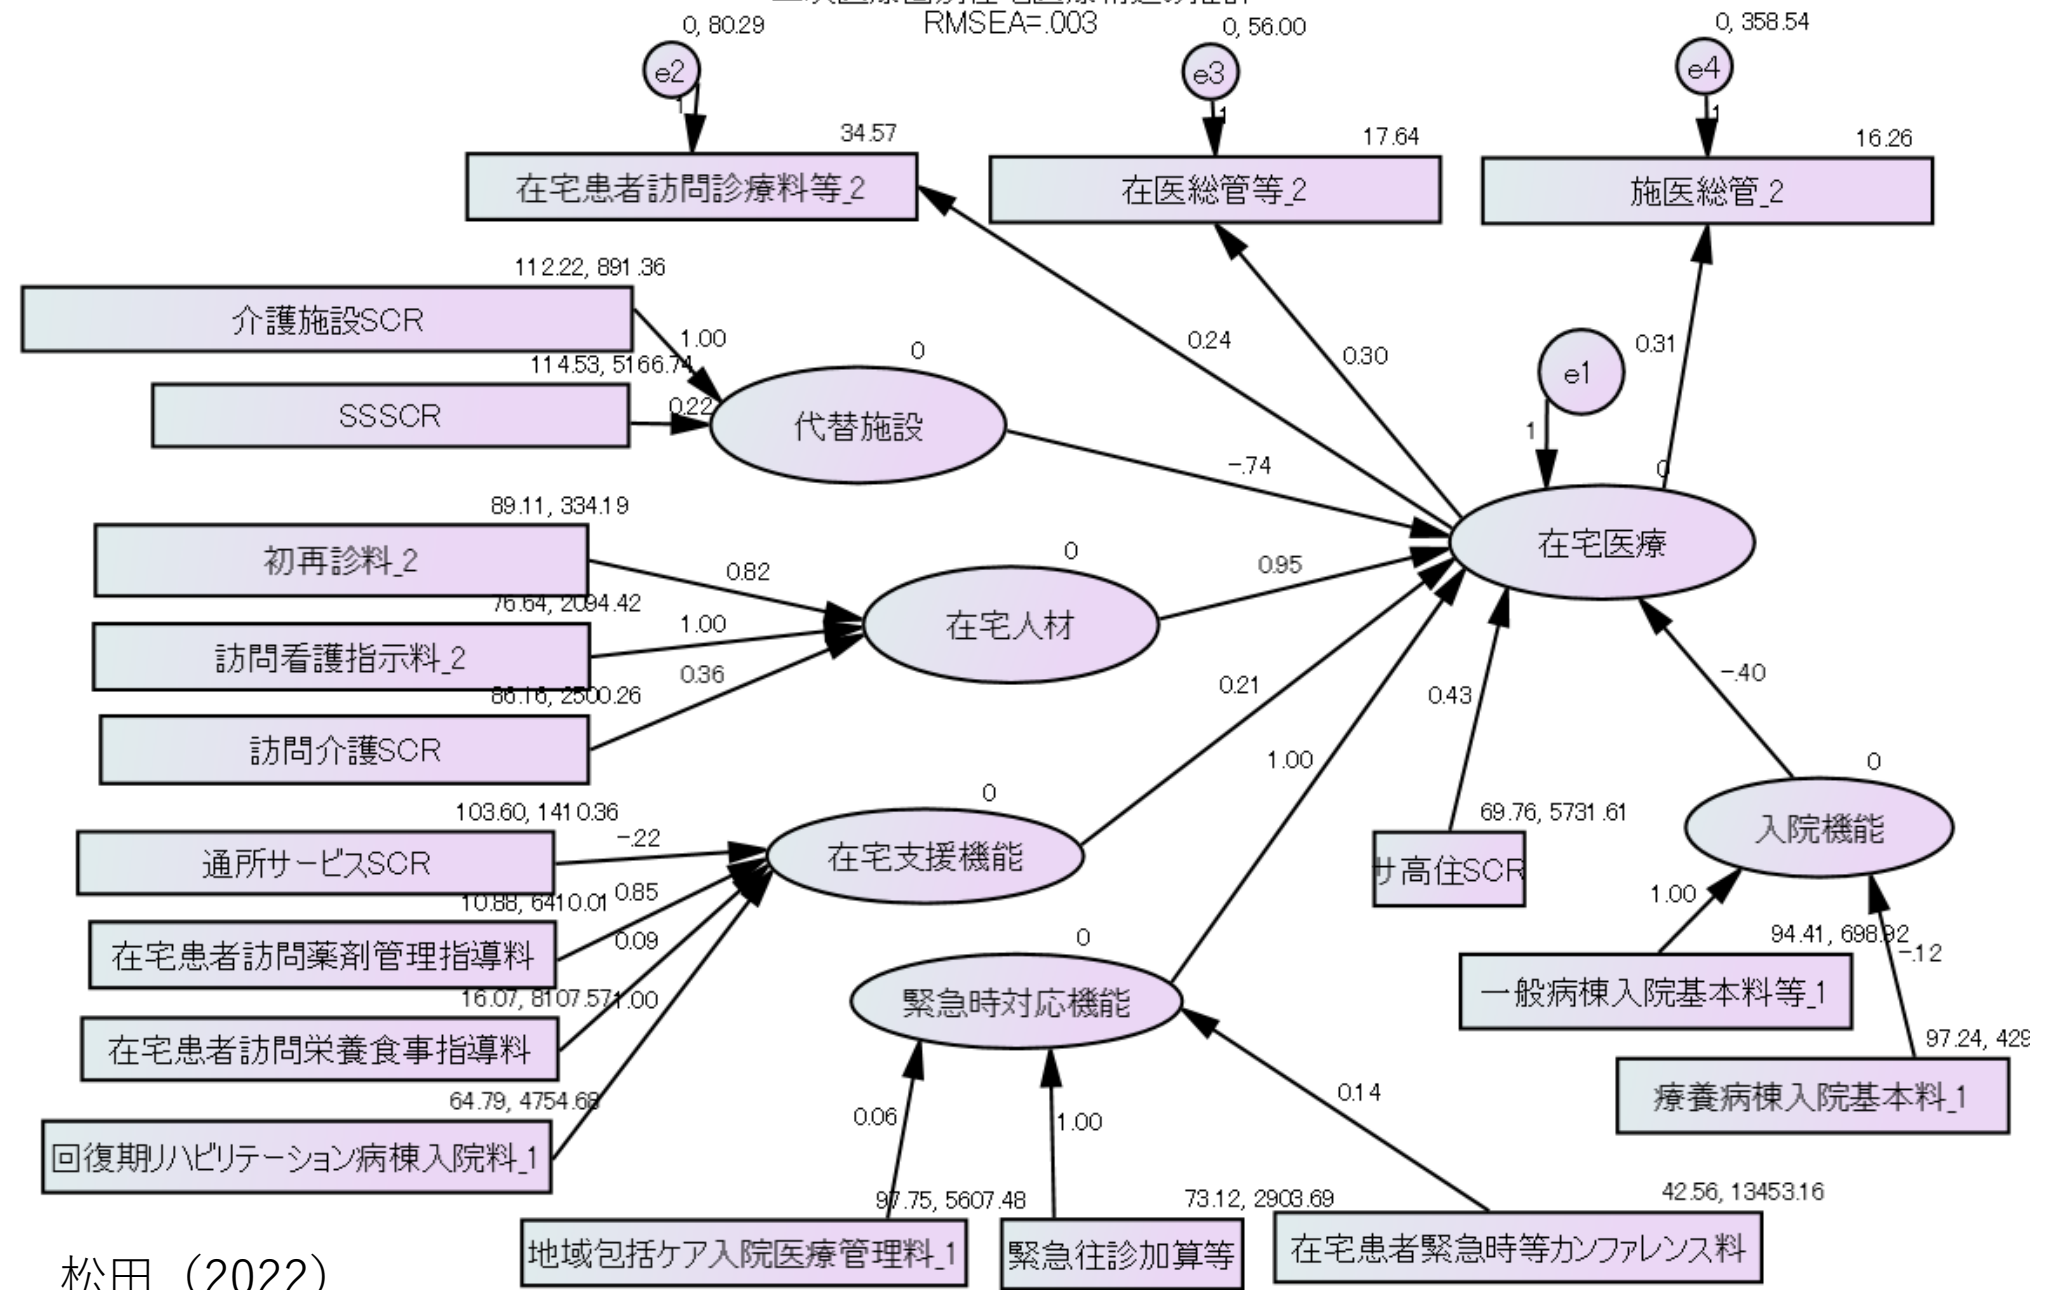 RMSEA=.003
0, 80.29
0, 56.00
0, 358.54
e2
e3
e4
1
1
1
34.57
17.64
16.26
在宅患者訪問診療料等_2
在医総管等_2
施医総管_2
112.22, 891.36
介護施設SCR
1.00
0.24
0.30
0.31
e1
1
0
114.53, 5166.74
SSSCR
0.22
代替施設
-.74
0
在宅医療
89.11, 334.19
初再診料_2
0.82
0
0.95
76.64, 2094.42
訪問看護指示料_2
1.00
在宅人材
86.16, 2500.26
訪問介護SCR
0.36
0.21
0.43
-.40
1.00
103.60, 1410.36
通所サービスSCR
-.22
0
在宅支援機能
69.76, 5731.61
サ高住SCR
0
入院機能
10.88, 6410.01
在宅患者訪問薬剤管理指導料
0.85
0.09
1.00
94.41, 698.92
-.12
一般病棟入院基本料等_1
16.07, 8107.57
在宅患者訪問栄養食事指導料
1.00
0
緊急時対応機能
97.24, 429
療養病棟入院基本料_1
64.79, 4754.68
回復期リハビリテーション病棟入院料_1
0.06
1.00
0.14
97.75, 5607.48
地域包括ケア入院医療管理料_1
73.12, 2903.69
緊急往診加算等
42.56, 13453.16
在宅患者緊急時等カンファレンス料
松田（2022）